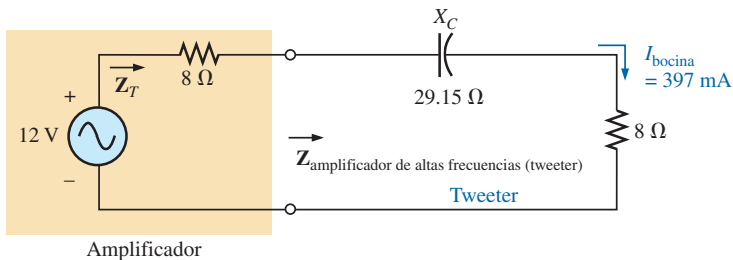 X_C
29.15 Ω
I_bocina
= 397 mA
Z_T
8 Ω
+
12 V
–
8 Ω
Z_amplificador de altas frecuencias (tweeter)
Tweeter
Amplificador